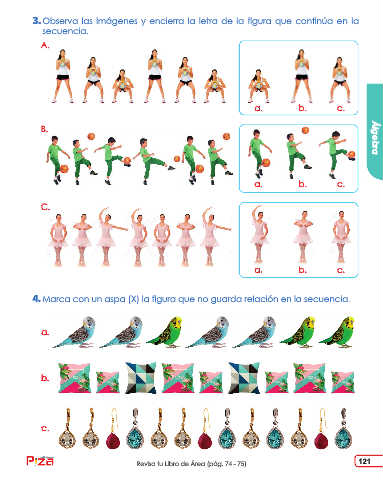 3. Observa las imágenes y encierra la letra de la figura que continúa en la
secuencia.
A.
a. b. c.
B.
a. b. c.
C.
a. b. c.
Álgebra
4. Marca con un aspa (X) la figura que no guarda relación en la secuencia.
a.
b.
c.
Revisa tu Libro de Área (pág. 74 - 75)
121